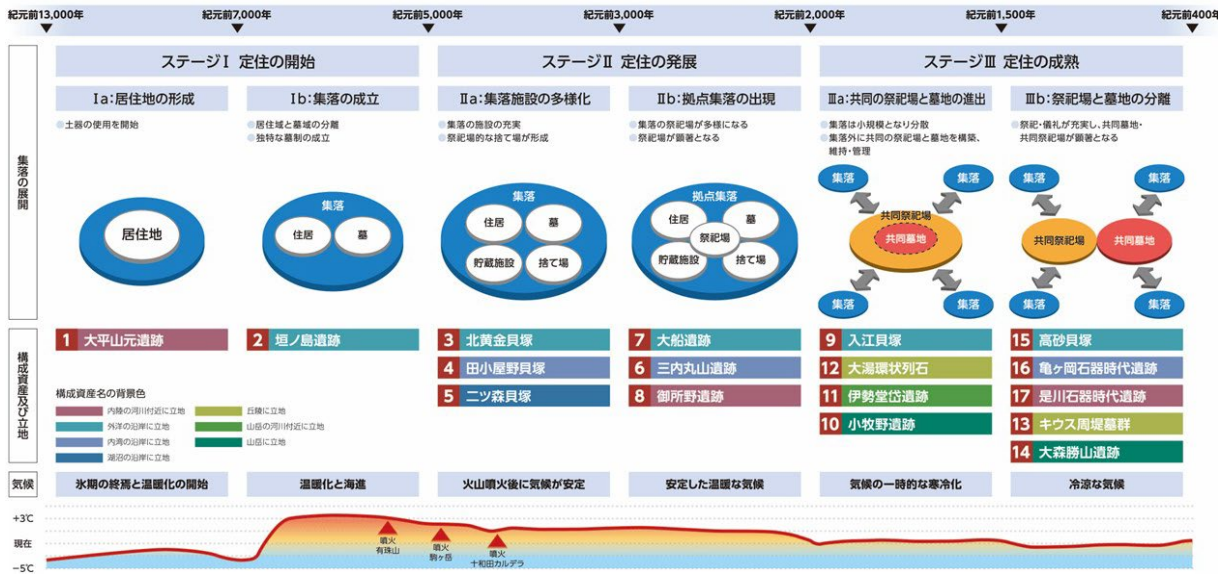 紀元前13,000年
紀元前7,000年
紀元前5,000年
紀元前3,000年
紀元前2,000年
紀元前1,500年
紀元前400年
集落の展開
ステージⅠ 定住の開始
ステージⅡ 定住の発展
ステージⅢ 定住の成熟
Ⅰa:居住地の形成
土器の使用を開始
居住地
Ⅰb:集落の成立
居住域と墓域の分離
独特な墓制の成立
集落
住居
墓
Ⅱa:集落施設の多様化
集落の施設の充実
祭祀場的な捨て場が形成
集落
住居
墓
貯蔵施設
捨て場
Ⅱb:拠点集落の出現
集落の祭祀場が多様になる
祭祀場が顕著となる
拠点集落
住居
墓
祭祀場
貯蔵施設
捨て場
Ⅲa:共同の祭祀場と墓地の進出
集落は小規模となり分散
集落外に共同の祭祀場と墓地を構築、
維持・管理
集落
集落
共同祭祀場
共同墓地
集落
集落
Ⅲb:祭祀場と墓地の分離
祭祀・儀礼が充実し、共同墓地・
共同祭祀場が顕著となる
集落
集落
共同祭祀場
共同墓地
集落
集落
構成資産及び立地
1 大平山元遺跡
2 垣ノ島遺跡
3 北黄金貝塚
4 田小屋野貝塚
5 二ツ森貝塚
7 大船遺跡
6 三内丸山遺跡
8 御所野遺跡
9 入江貝塚
12 大湯環状列石
11 伊勢堂岱遺跡
10 小牧野遺跡
15 高砂貝塚
16 亀ヶ岡石器時代遺跡
17 是川石器時代遺跡
13 キウス周堤墓群
14 大森勝山遺跡
構成資産名の背景色
内陸の河川付近に立地
外洋の沿岸に立地
内湾の沿岸に立地
湖沼の沿岸に立地
丘陵に立地
山岳の河川付近に立地
山岳に立地
気候
氷期の終焉と温暖化の開始
温暖化と海進
火山噴火後に気候が安定
安定した温暖な気候
気候の一時的な寒冷化
冷涼な気候
+3℃
現在
−5℃
噴火
有珠山
噴火
駒ヶ岳
噴火
十和田カルデラ